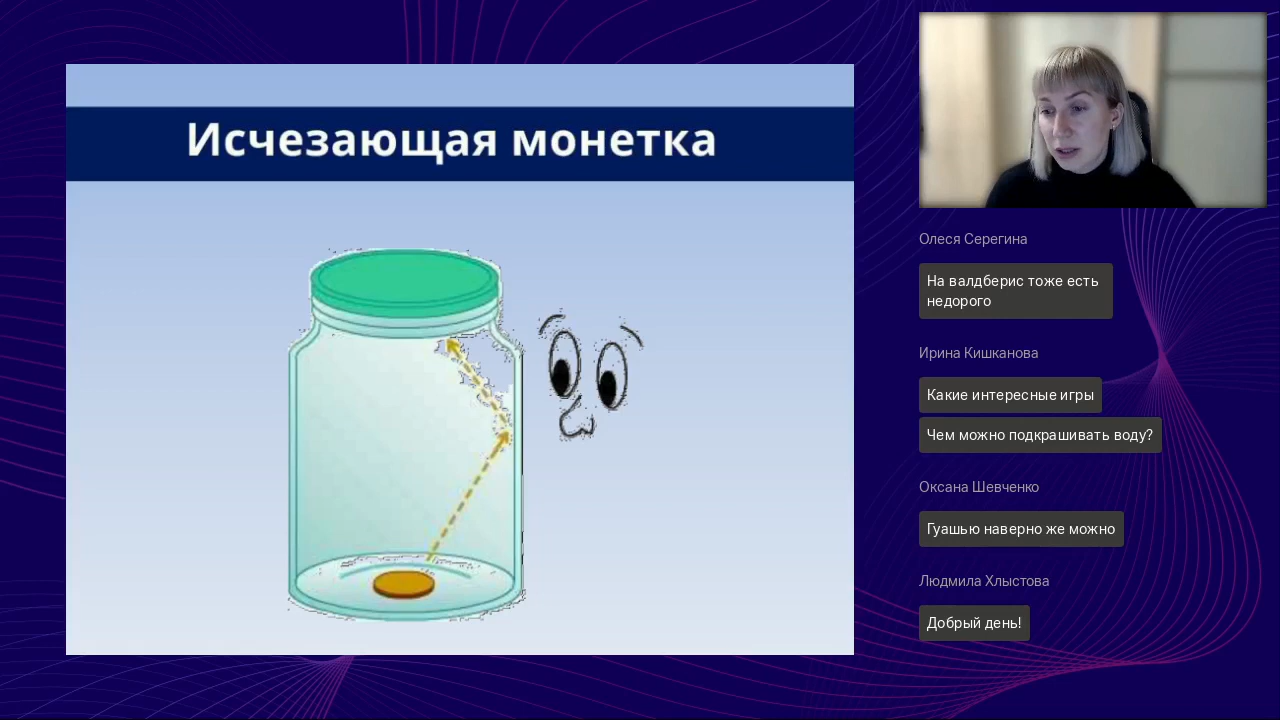 Исчезающая монетка
Олеся Серегина
На валдберис тоже есть
недорого
Ирина Кишканова
Какие интересные игры
Чем можно подкрашивать воду?
Оксана Шевченко
Гуашью наверно же можно
Людмила Хлыстова
Добрый день!